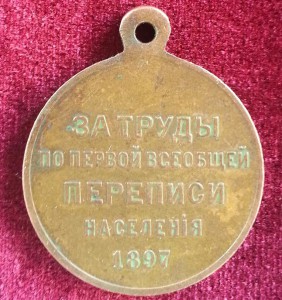 ЗА ТРУДЫ
ПО ПЕРВОЙ ВСЕОБЩЕЙ
ПЕРЕПИСИ
НАСЕЛЕНІЯ
1897